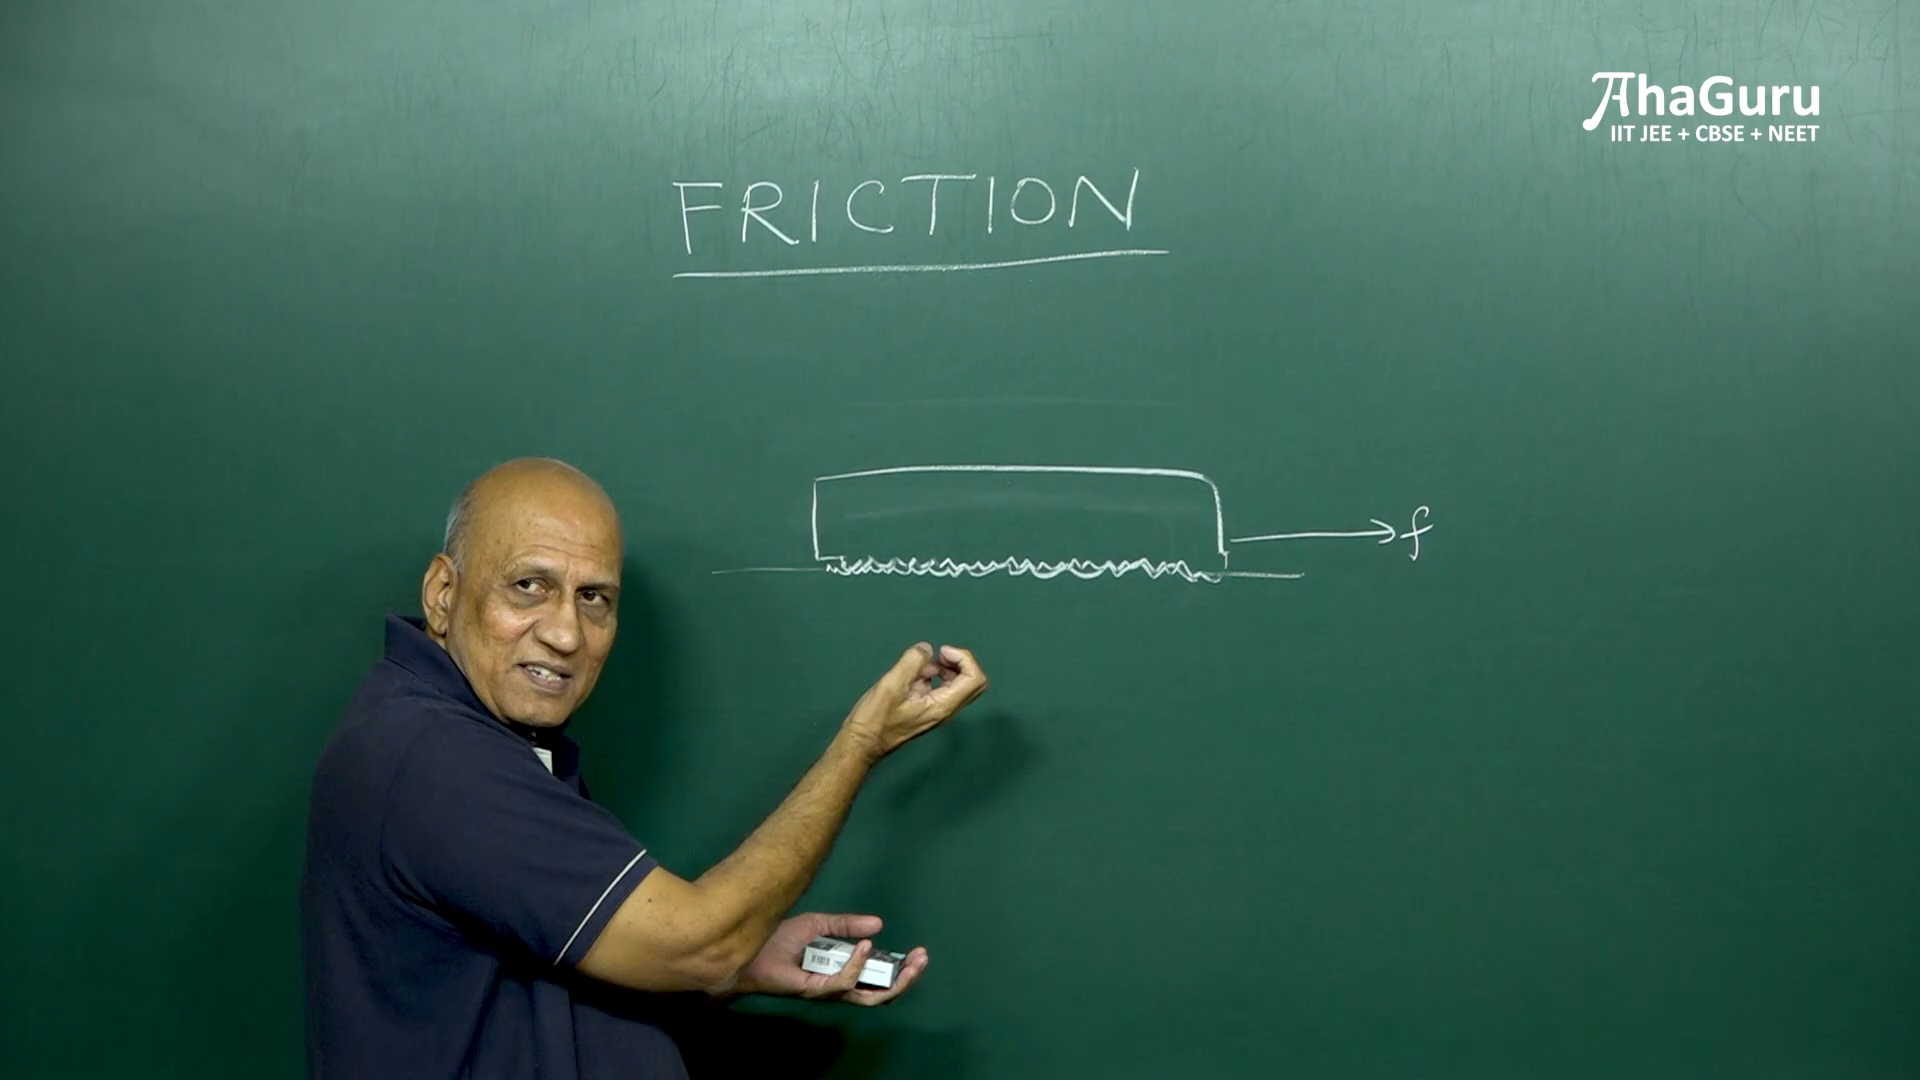 AhaGuru
IIT JEE + CBSE + NEET
FRICTION
f